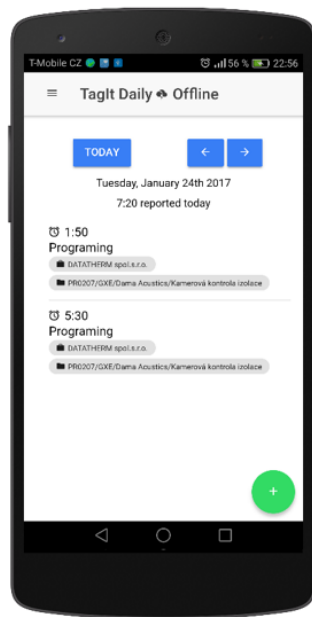 T-Mobile CZ 56 % 22:56
TagIt Daily Offline
TODAY ← →
Tuesday, January 24th 2017
7:20 reported today
1:50
Programing
DATATHERM spol.s.r.o.
PR0207/GXE/Dama Acustics/Kamerová kontrola izolace
5:30
Programing
DATATHERM spol.s.r.o.
PR0207/GXE/Dama Acustics/Kamerová kontrola izolace
+